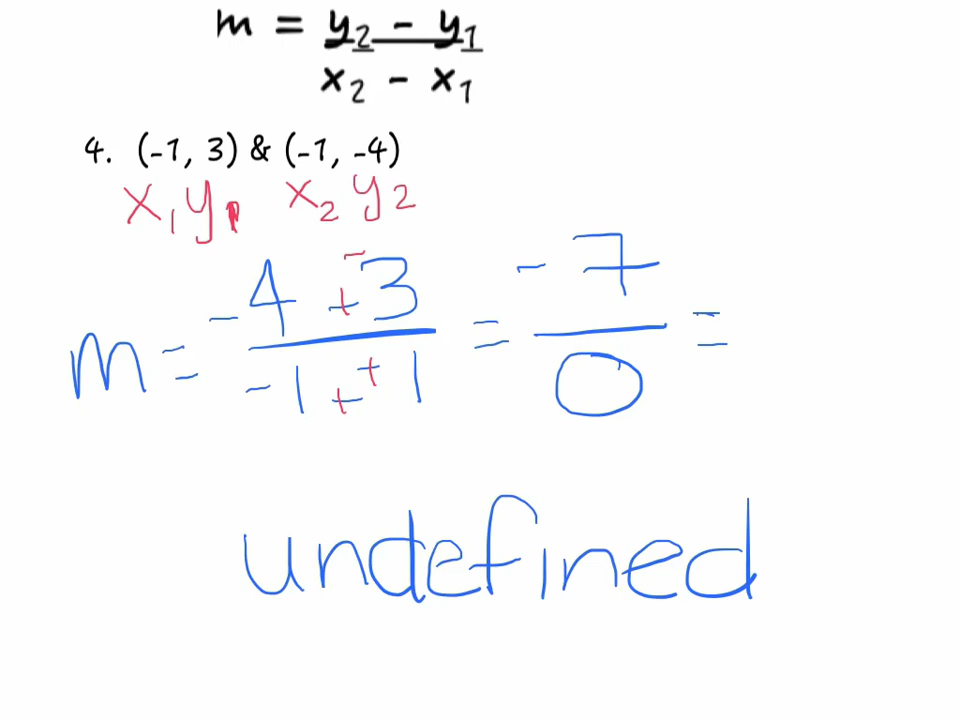 m = y2 - y1
x2 - x1
4. (-1, 3) & (-1, -4)
x1 y1 x2 y2
-4 + -3
m = = -7 =
-1 + +1 0
undefined